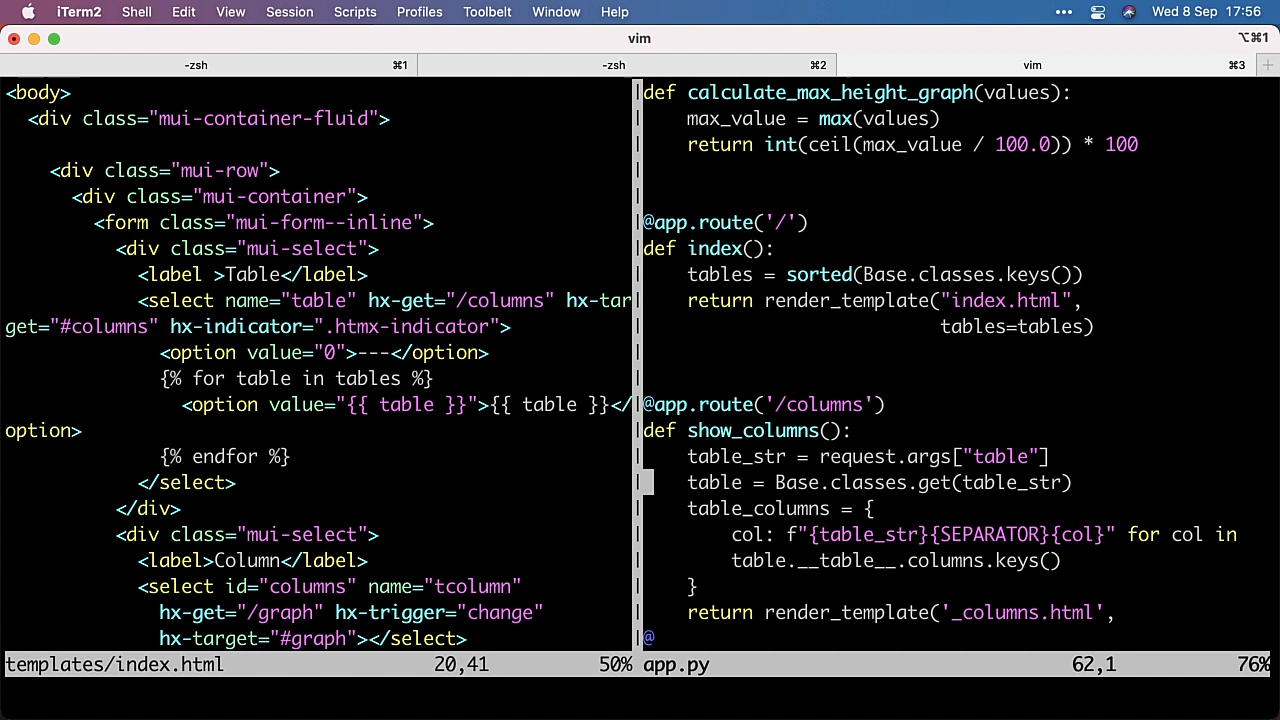 iTerm2 Shell Edit View Session Scripts Profiles Toolbelt Window Help ••• Wed 8 Sep 17:56
vim ⌥⌘1
-zsh ⌘1 -zsh ⌘2 vim ⌘3 +
<body>
<div class="mui-container-fluid">
<div class="mui-row">
<div class="mui-container">
<form class="mui-form--inline">
<div class="mui-select">
<label >Table</label>
<select name="table" hx-get="/columns" hx-tar
get="#columns" hx-indicator=".htmx-indicator">
<option value="0">---</option>
{% for table in tables %}
<option value="{{ table }}">{{ table }}</
option>
{% endfor %}
</select>
</div>
<div class="mui-select">
<label>Column</label>
<select id="columns" name="tcolumn"
hx-get="/graph" hx-trigger="change"
hx-target="#graph"></select>
templates/index.html 20,41 50%
def calculate_max_height_graph(values):
max_value = max(values)
return int(ceil(max_value / 100.0)) * 100
@app.route('/')
def index():
tables = sorted(Base.classes.keys())
return render_template("index.html",
tables=tables)
@app.route('/columns')
def show_columns():
table_str = request.args["table"]
table = Base.classes.get(table_str)
table_columns = {
col: f"{table_str}{SEPARATOR}{col}" for col in
table.__table__.columns.keys()
}
return render_template('_columns.html',
@
app.py 62,1 76%